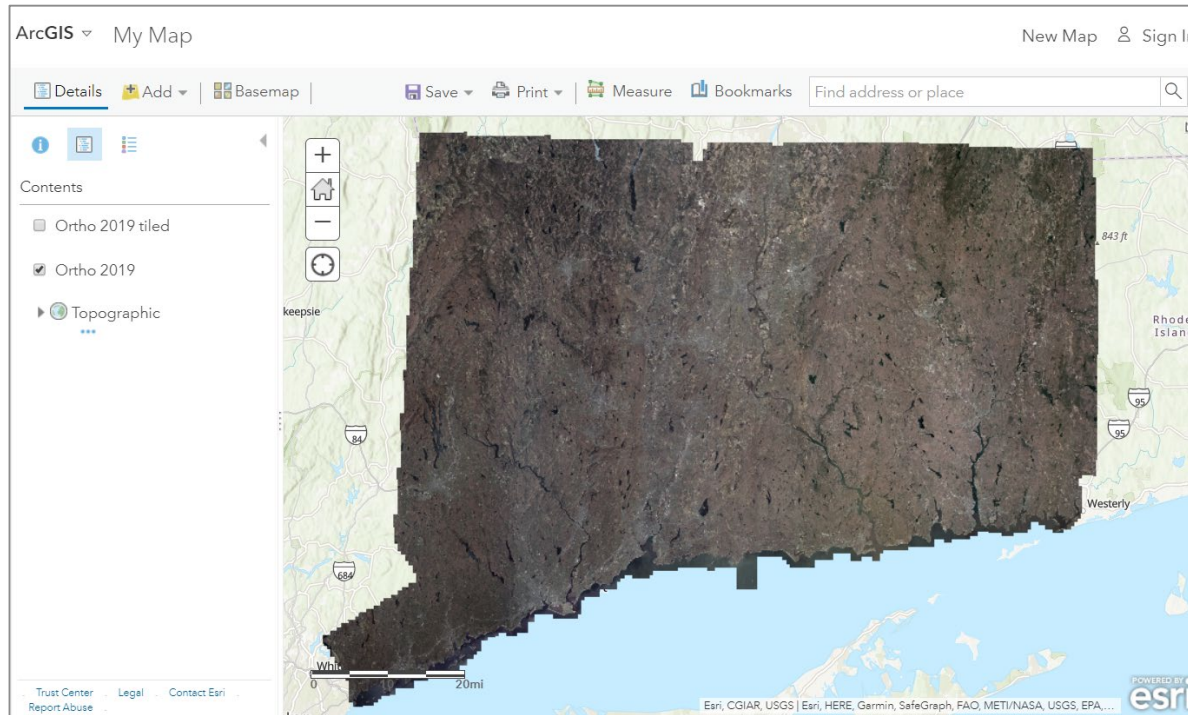 ArcGIS My Map New Map Sign In
Details Add Basemap Save Print Measure Bookmarks Find address or place
Contents
Ortho 2019 tiled
Ortho 2019
Topographic
843 ft
keepsie
Rhode
Islan
95
84
95
Westerly
684
Whit
0 20mi
Trust Center . Legal . Contact Esri
Report Abuse
Esri, CGIAR, USGS | Esri, HERE, Garmin, SafeGraph, FAO, METI/NASA, USGS, EPA,...
POWERED BY
esri